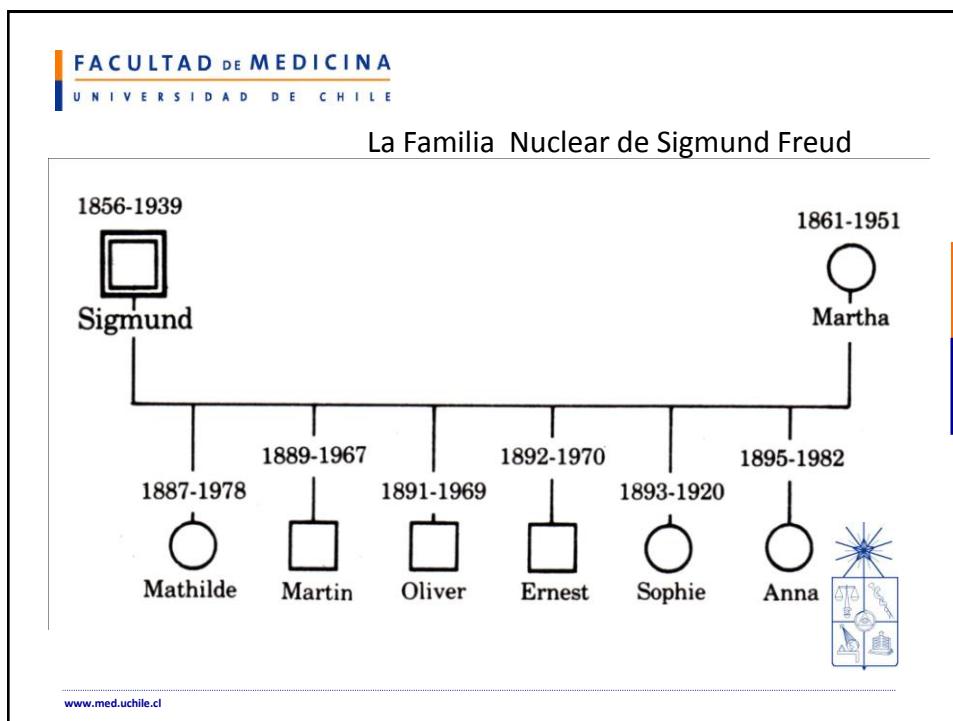 FACULTAD DE MEDICINA
UNIVERSIDAD DE CHILE
La Familia Nuclear de Sigmund Freud
1856-1939
1861-1951
Sigmund
Martha
1889-1967
1892-1970
1895-1982
1887-1978
1891-1969
1893-1920
Mathilde
Martin
Oliver
Ernest
Sophie
Anna
www.med.uchile.cl